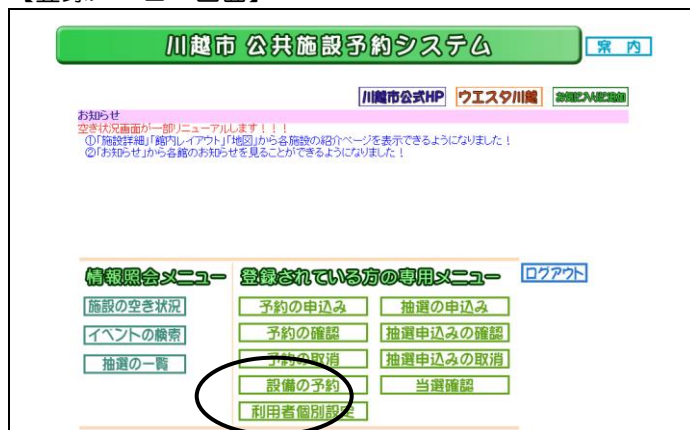 川越市 公共施設予約システム
案 内
川越市公式HP
ウエスタ川越
お気に入りに追加
お知らせ
空き状況画面が一部リニューアルします！！！
①「施設詳細」「館内レイアウト」「地図」から各施設の紹介ページを表示できるようになりました！
②「お知らせ」から各館のお知らせを見ることができるようになりました！
情報照会メニュー
登録されている方の専用メニュー
ログアウト
施設の空き状況
予約の申込み
抽選の申込み
イベントの検索
予約の確認
抽選申込みの確認
抽選の一覧
予約の取消
抽選申込みの取消
設備の予約
当選確認
利用者個別設定